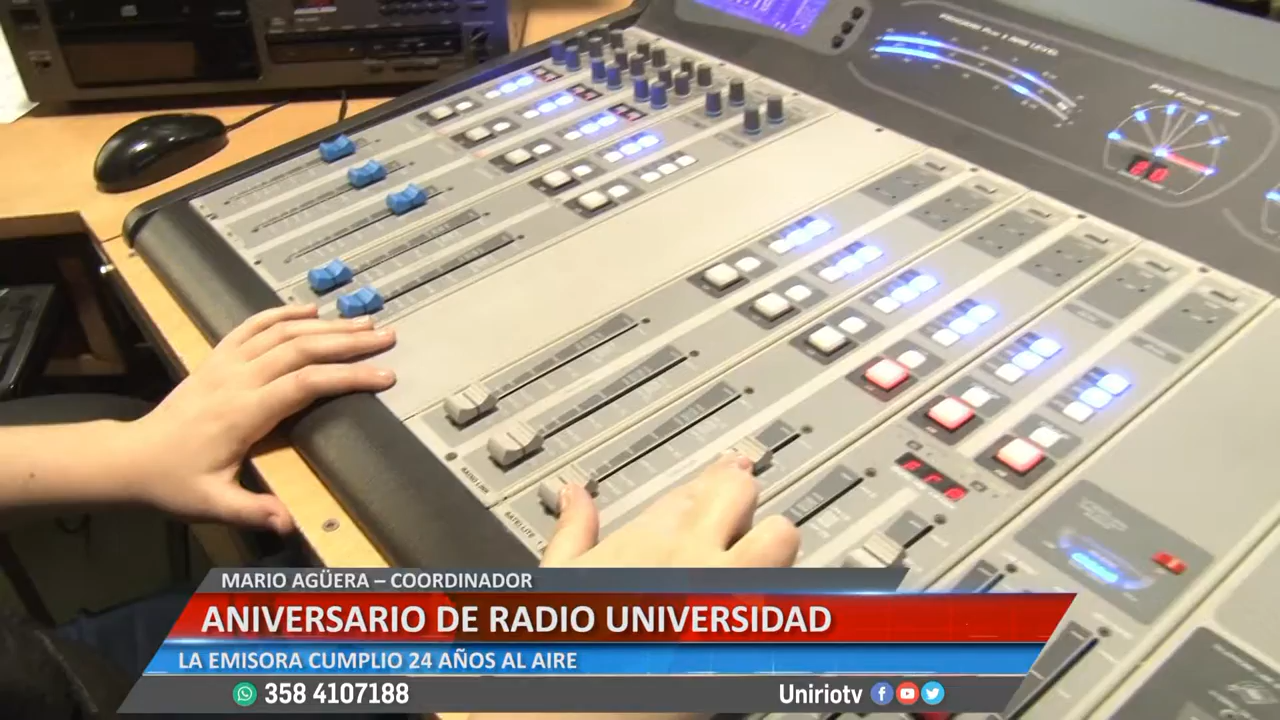 MARIO AGÜERA – COORDINADOR
ANIVERSARIO DE RADIO UNIVERSIDAD
LA EMISORA CUMPLIO 24 AÑOS AL AIRE
358 4107188
Uniriotv